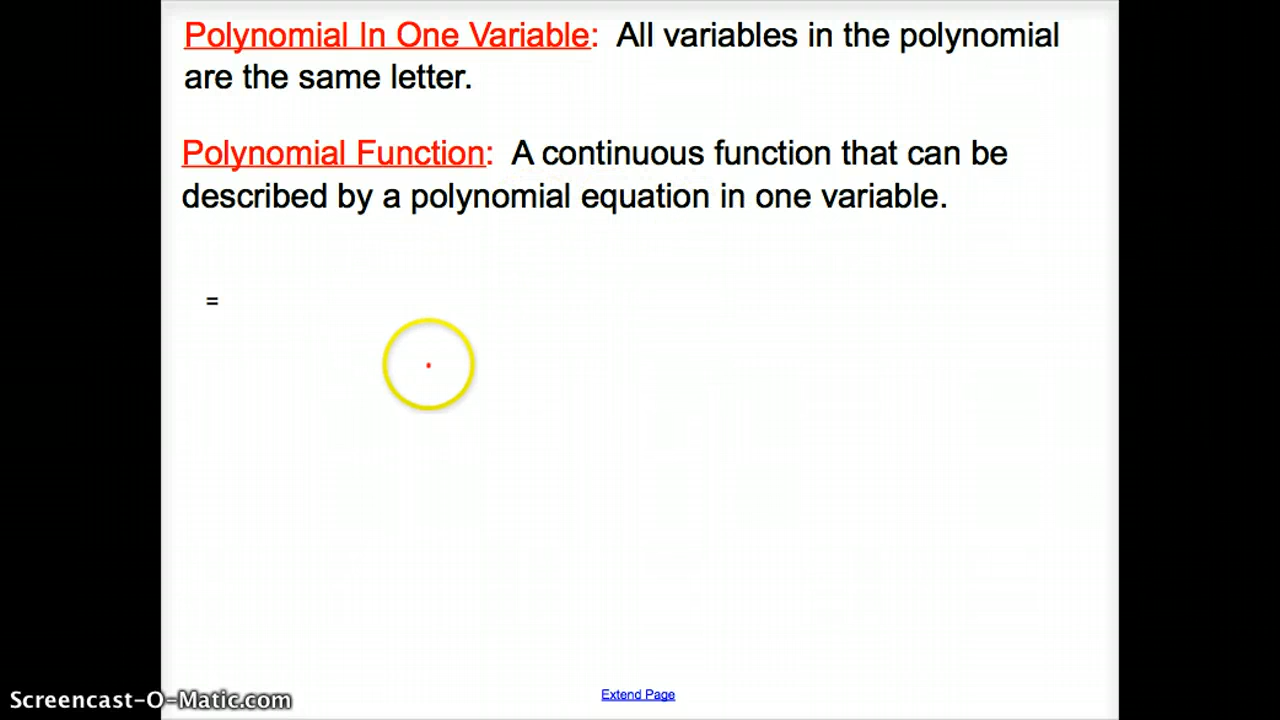 Polynomial In One Variable: All variables in the polynomial
are the same letter.
Polynomial Function: A continuous function that can be
described by a polynomial equation in one variable.
=
Extend Page
Screencast-O-Matic.com